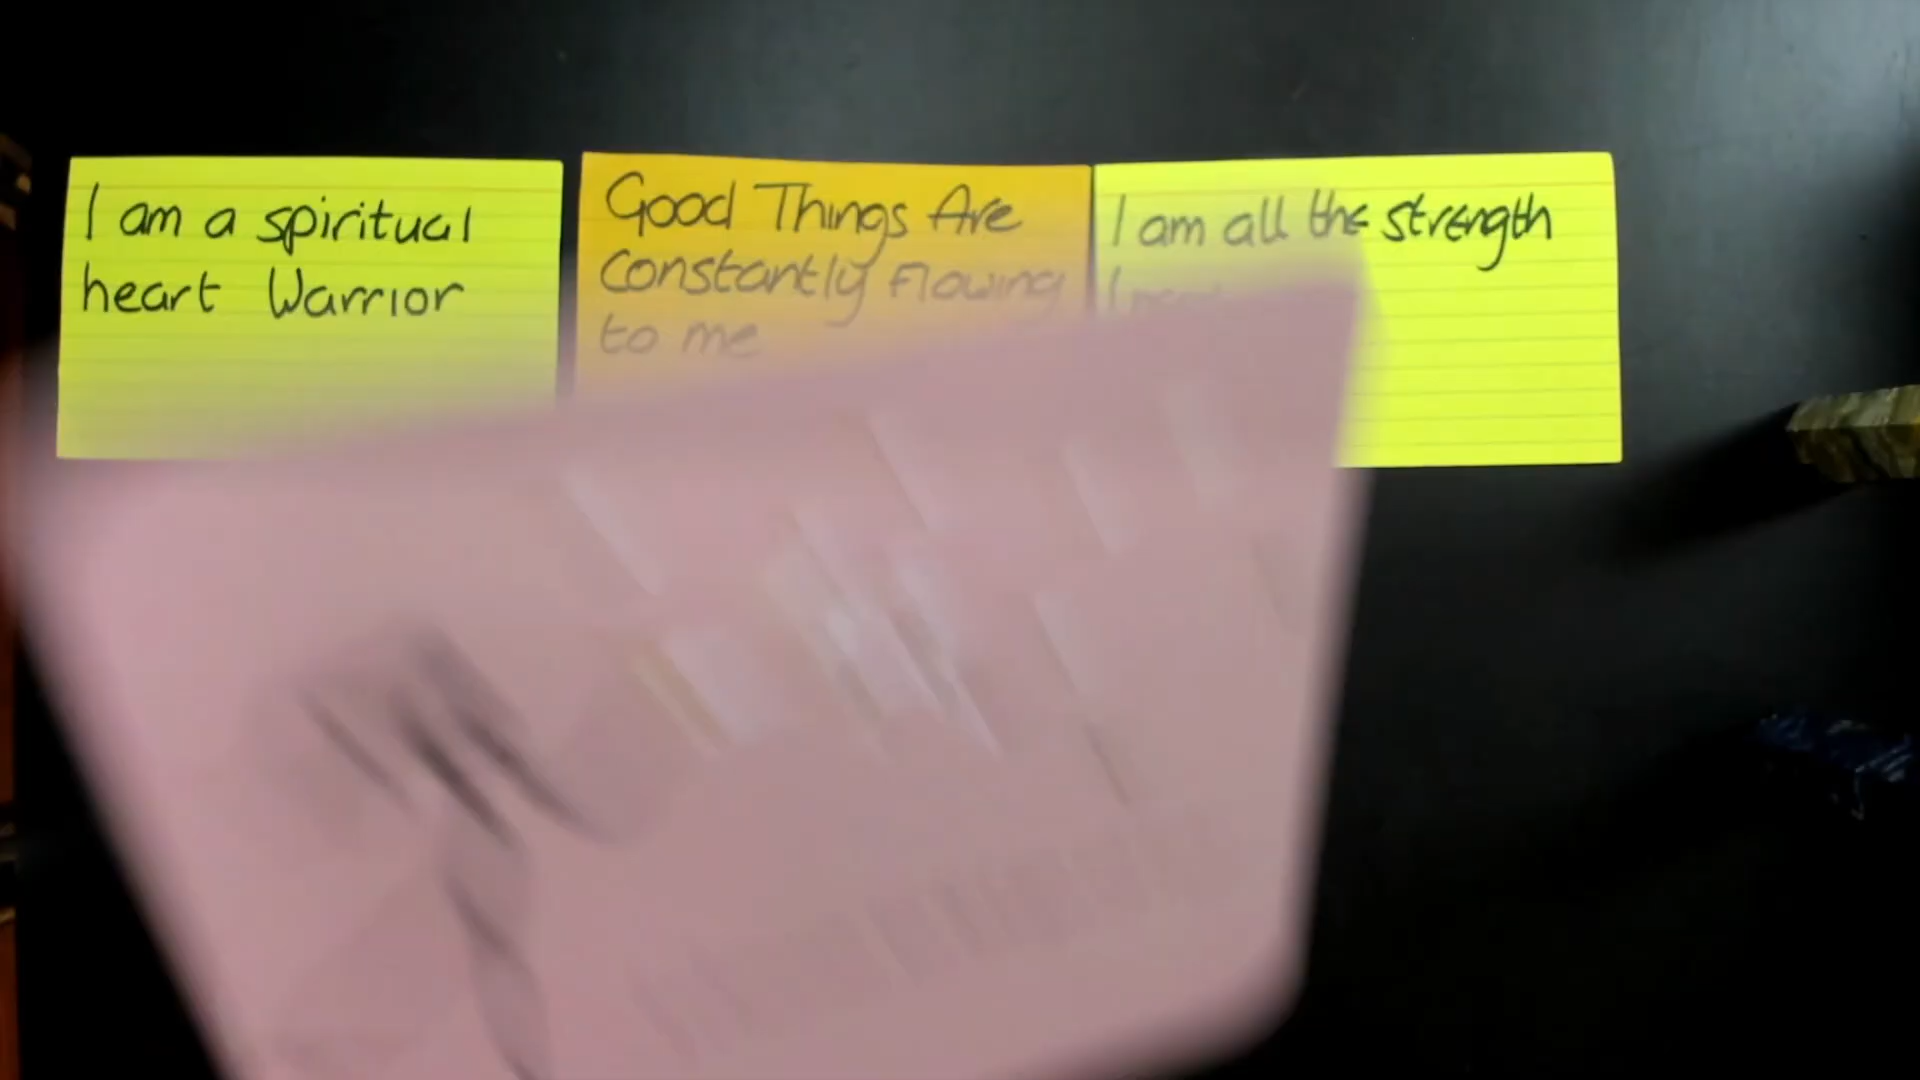 I am a spiritual
heart Warrior
Good Things Are
Constantly Flowing
to me
I am all the strength
I